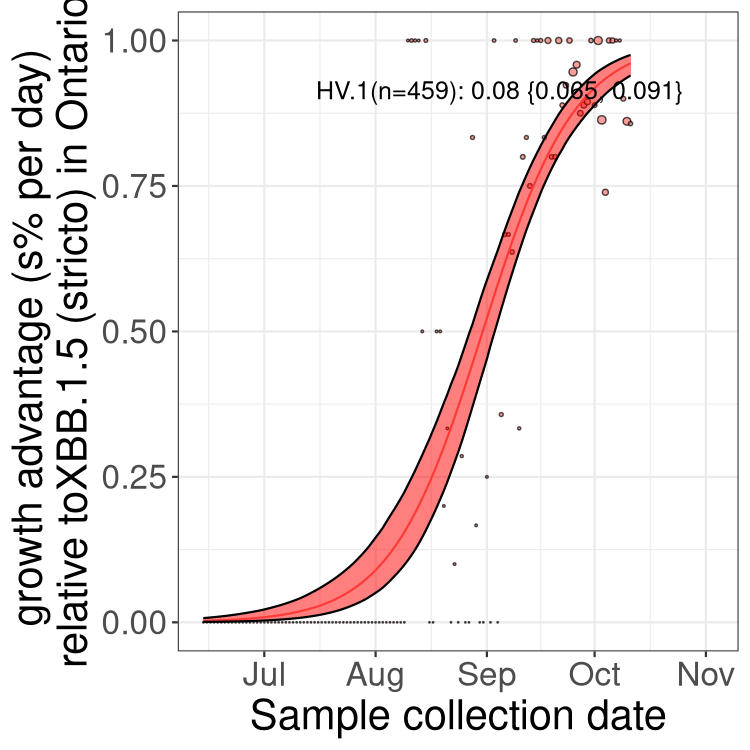 growth advantage (s% per day)
relative toXBB.1.5 (stricto) in Ontario
1.00
0.75
0.50
0.25
0.00
HV.1(n=459): 0.08 {0.065, 0.091}
Jul Aug Sep Oct Nov
Sample collection date